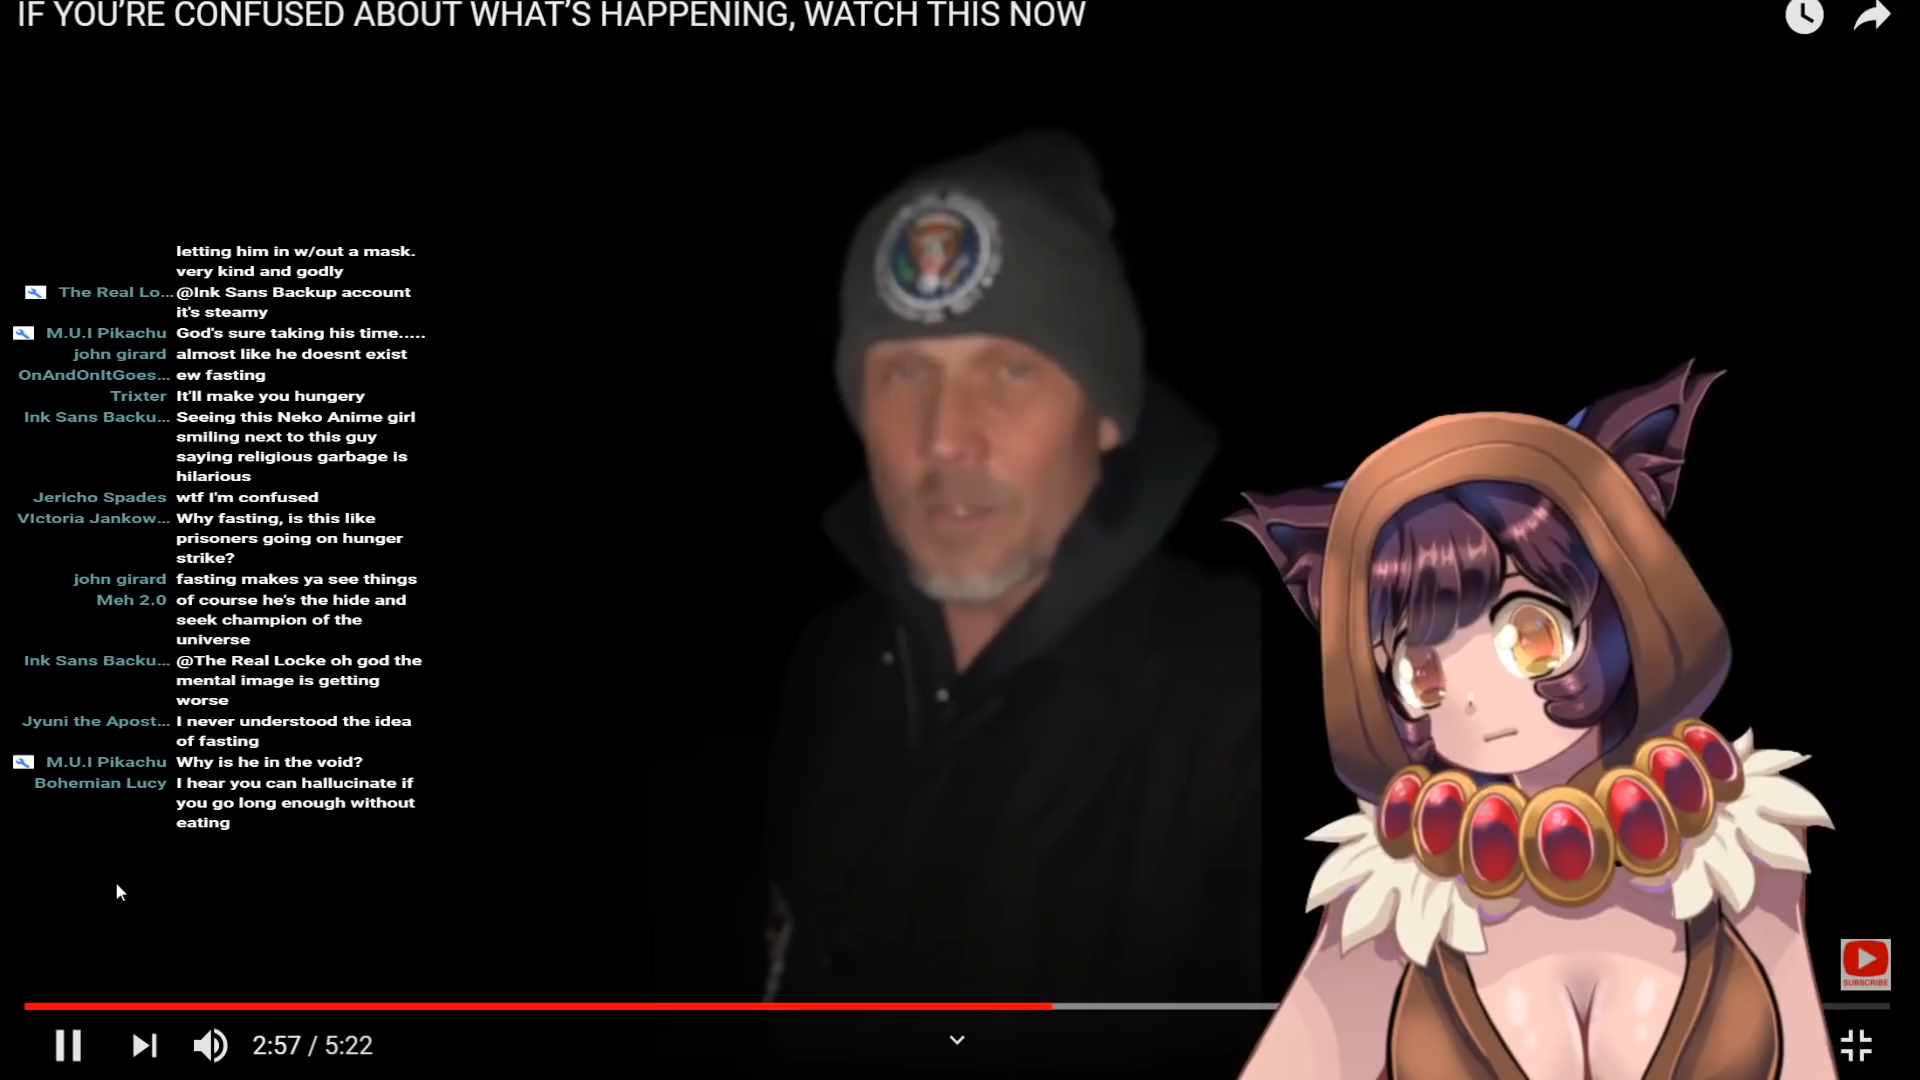 IF YOU'RE CONFUSED ABOUT WHAT'S HAPPENING, WATCH THIS NOW
letting him in w/out a mask.
very kind and godly
The Real Lo... @Ink Sans Backup account
it's steamy
M.U.I Pikachu God's sure taking his time.....
john girard almost like he doesnt exist
OnAndOnItGoes... ew fasting
Trixter It'll make you hungery
Ink Sans Backu... Seeing this Neko Anime girl
smiling next to this guy
saying religious garbage is
hilarious
Jericho Spades wtf I'm confused
VIctoria Jankow... Why fasting, is this like
prisoners going on hunger
strike?
john girard fasting makes ya see things
Meh 2.0 of course he's the hide and
seek champion of the
universe
Ink Sans Backu... @The Real Locke oh god the
mental image is getting
worse
Jyuni the Apost... I never understood the idea
of fasting
M.U.I Pikachu Why is he in the void?
Bohemian Lucy I hear you can hallucinate if
you go long enough without
eating
SUBSCRIBE
2:57 / 5:22